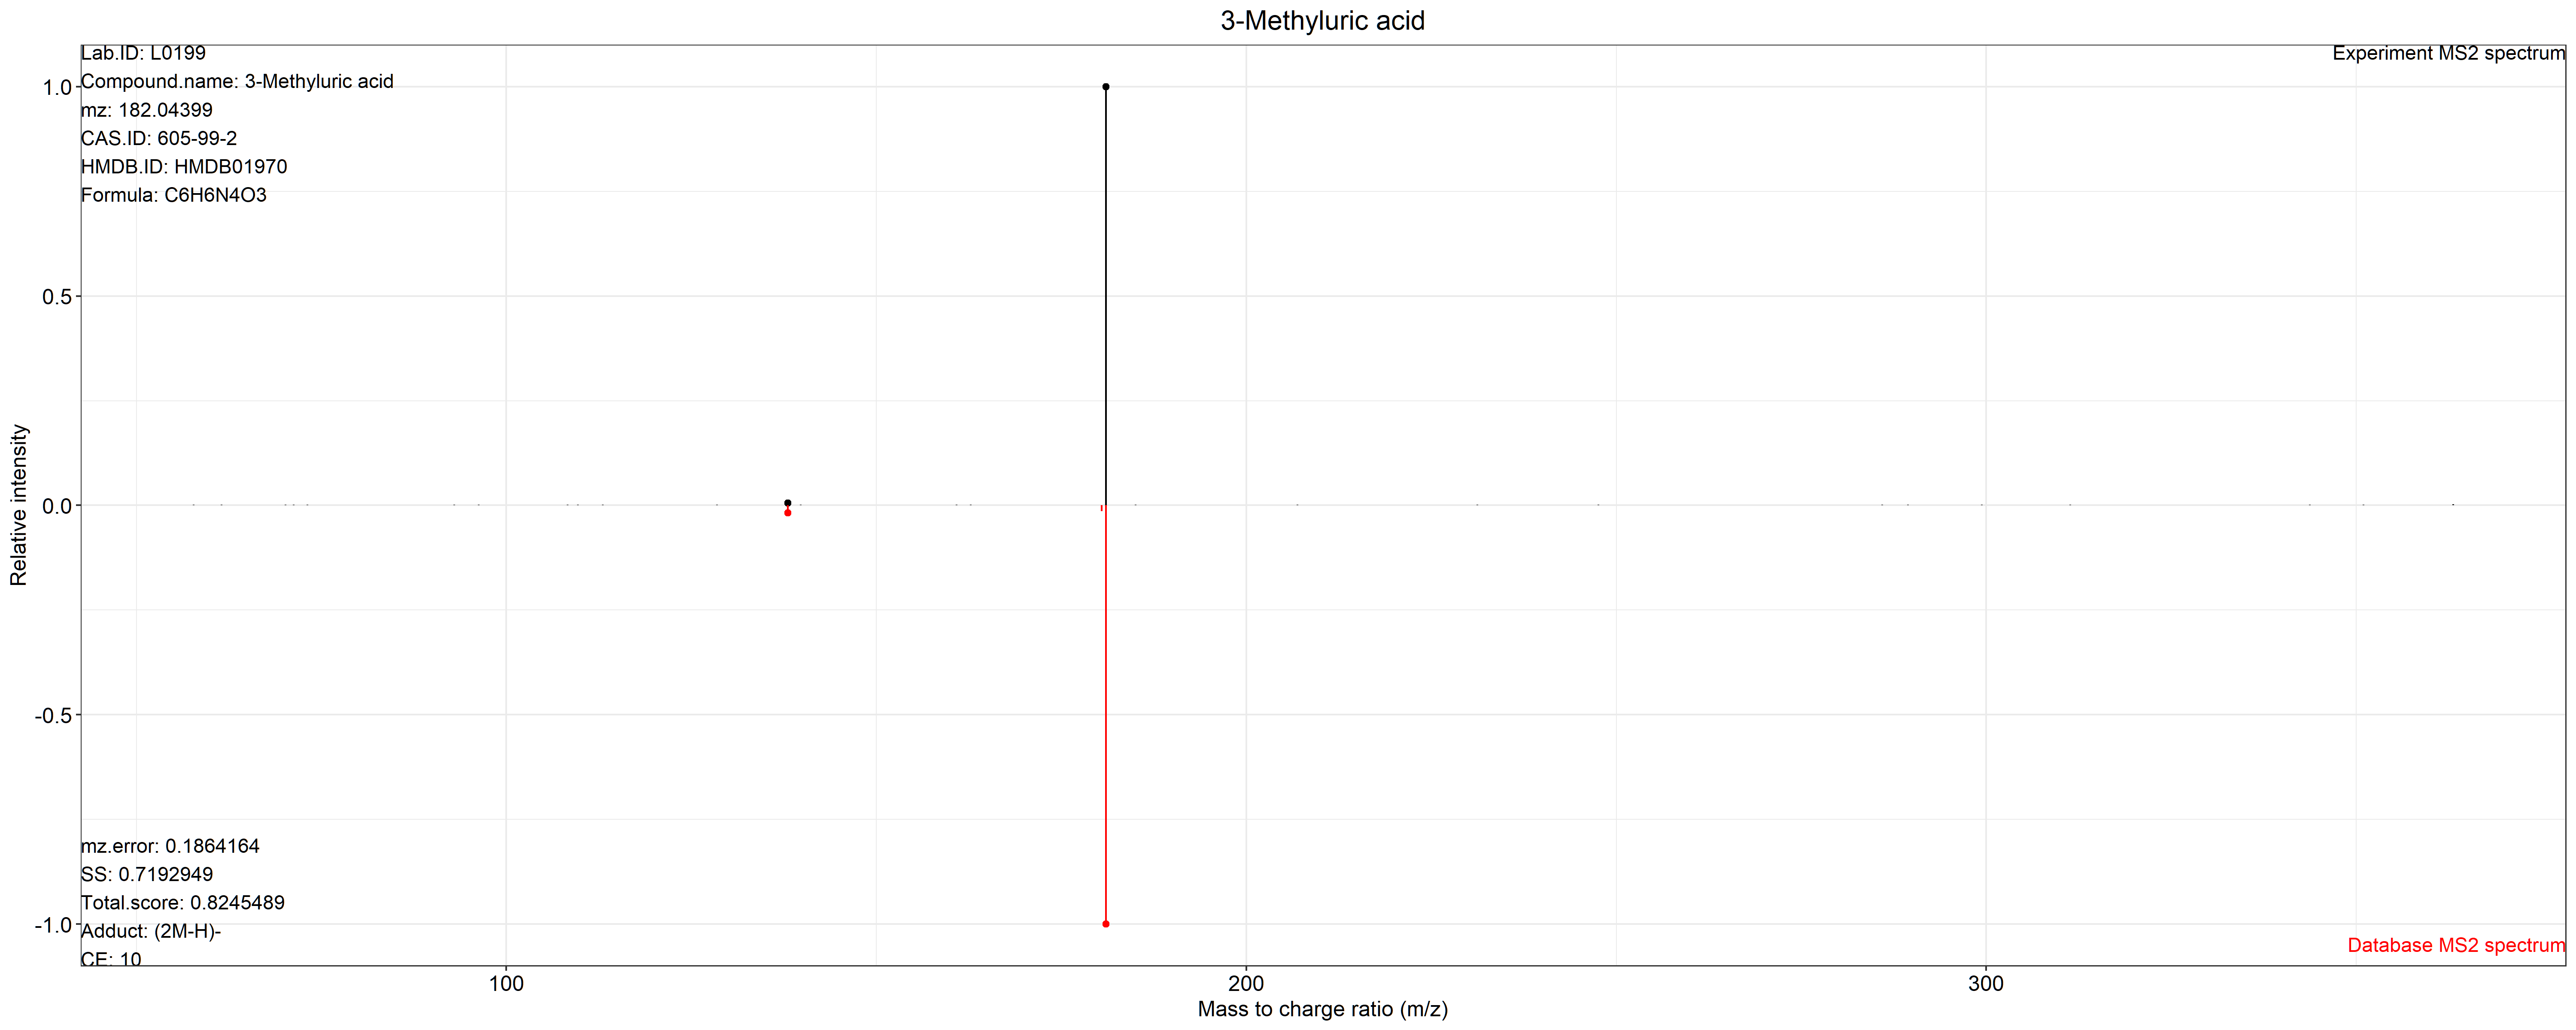 3-Methyluric acid
Lab.ID: L0199
Compound.name: 3-Methyluric acid
mz: 182.04399
CAS.ID: 605-99-2
HMDB.ID: HMDB01970
Formula: C6H6N4O3
Experiment MS2 spectrum
1.0
0.5
0.0
-0.5
-1.0
Relative intensity
mz.error: 0.1864164
SS: 0.7192949
Total.score: 0.8245489
Adduct: (2M-H)-
CE: 10
Database MS2 spectrum
100
200
300
Mass to charge ratio (m/z)